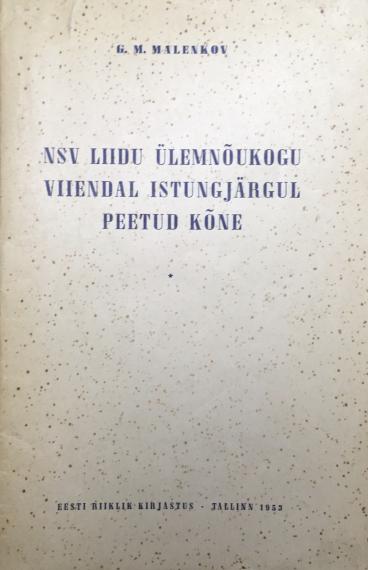 G. M. MALENKOV
NSV LIIDU ÜLEMNÕUKOGU
VIIENDAL ISTUNGJÄRGUL
PEETUD KÕNE
*
EESTI RIIKLIK KIRJASTUS · TALLINN 1953